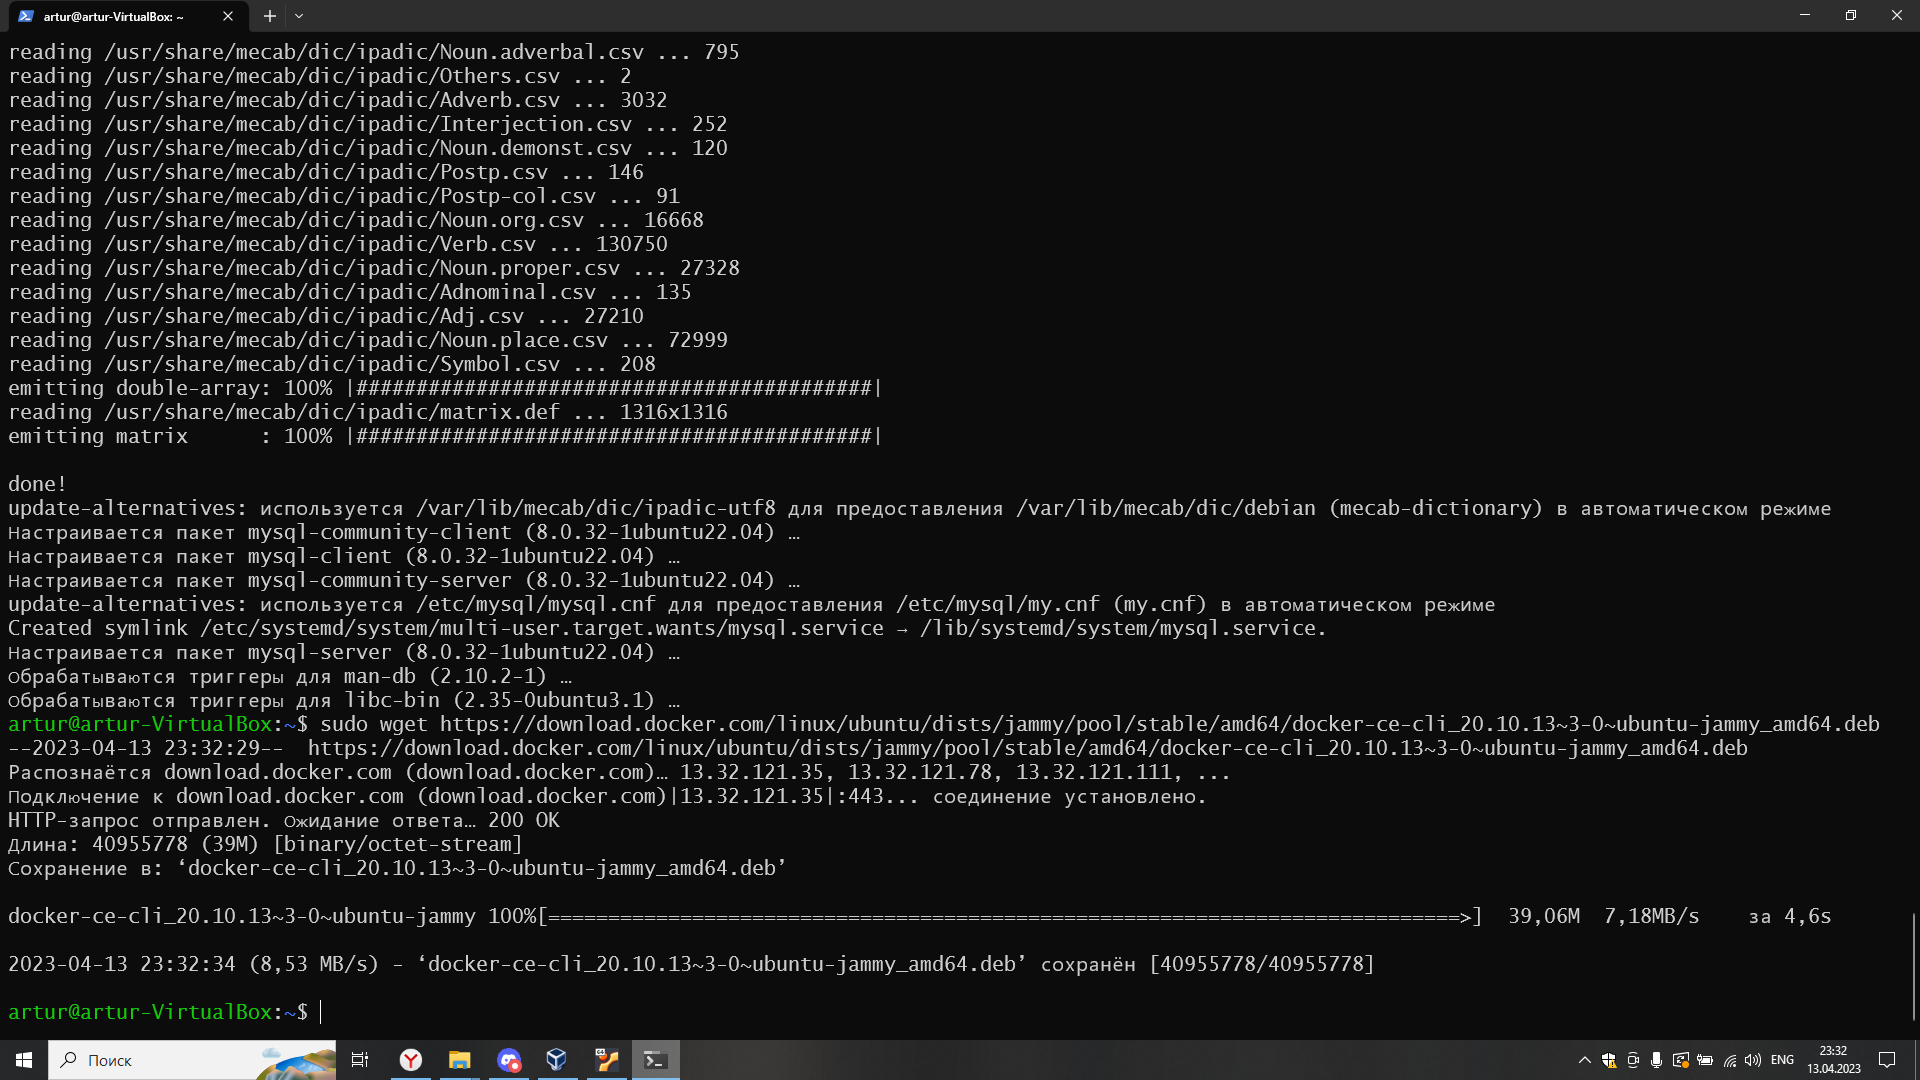 artur@artur-VirtualBox: ~
reading /usr/share/mecab/dic/ipadic/Noun.adverbal.csv ... 795
reading /usr/share/mecab/dic/ipadic/Others.csv ... 2
reading /usr/share/mecab/dic/ipadic/Adverb.csv ... 3032
reading /usr/share/mecab/dic/ipadic/Interjection.csv ... 252
reading /usr/share/mecab/dic/ipadic/Noun.demonst.csv ... 120
reading /usr/share/mecab/dic/ipadic/Postp.csv ... 146
reading /usr/share/mecab/dic/ipadic/Postp-col.csv ... 91
reading /usr/share/mecab/dic/ipadic/Noun.org.csv ... 16668
reading /usr/share/mecab/dic/ipadic/Verb.csv ... 130750
reading /usr/share/mecab/dic/ipadic/Noun.proper.csv ... 27328
reading /usr/share/mecab/dic/ipadic/Adnominal.csv ... 135
reading /usr/share/mecab/dic/ipadic/Adj.csv ... 27210
reading /usr/share/mecab/dic/ipadic/Noun.place.csv ... 72999
reading /usr/share/mecab/dic/ipadic/Symbol.csv ... 208
emitting double-array: 100% |###########################################|
reading /usr/share/mecab/dic/ipadic/matrix.def ... 1316x1316
emitting matrix      : 100% |###########################################|
done!
update-alternatives: используется /var/lib/mecab/dic/ipadic-utf8 для предоставления /var/lib/mecab/dic/debian (mecab-dictionary) в автоматическом режиме
Настраивается пакет mysql-community-client (8.0.32-1ubuntu22.04) …
Настраивается пакет mysql-client (8.0.32-1ubuntu22.04) …
Настраивается пакет mysql-community-server (8.0.32-1ubuntu22.04) …
update-alternatives: используется /etc/mysql/mysql.cnf для предоставления /etc/mysql/my.cnf (my.cnf) в автоматическом режиме
Created symlink /etc/systemd/system/multi-user.target.wants/mysql.service → /lib/systemd/system/mysql.service.
Настраивается пакет mysql-server (8.0.32-1ubuntu22.04) …
Обрабатываются триггеры для man-db (2.10.2-1) …
Обрабатываются триггеры для libc-bin (2.35-0ubuntu3.1) …
artur@artur-VirtualBox:~$ sudo wget https://download.docker.com/linux/ubuntu/dists/jammy/pool/stable/amd64/docker-ce-cli_20.10.13~3-0~ubuntu-jammy_amd64.deb
--2023-04-13 23:32:29--  https://download.docker.com/linux/ubuntu/dists/jammy/pool/stable/amd64/docker-ce-cli_20.10.13~3-0~ubuntu-jammy_amd64.deb
Распознаётся download.docker.com (download.docker.com)… 13.32.121.35, 13.32.121.78, 13.32.121.111, ...
Подключение к download.docker.com (download.docker.com)|13.32.121.35|:443... соединение установлено.
HTTP-запрос отправлен. Ожидание ответа… 200 OK
Длина: 40955778 (39M) [binary/octet-stream]
Сохранение в: ‘docker-ce-cli_20.10.13~3-0~ubuntu-jammy_amd64.deb’
docker-ce-cli_20.10.13~3-0~ubuntu-jammy 100%[============================================================================>]  39,06M  7,18MB/s    за 4,6s
2023-04-13 23:32:34 (8,53 MB/s) - ‘docker-ce-cli_20.10.13~3-0~ubuntu-jammy_amd64.deb’ сохранён [40955778/40955778]
artur@artur-VirtualBox:~$
Поиск
ENG
23:32
13.04.2023